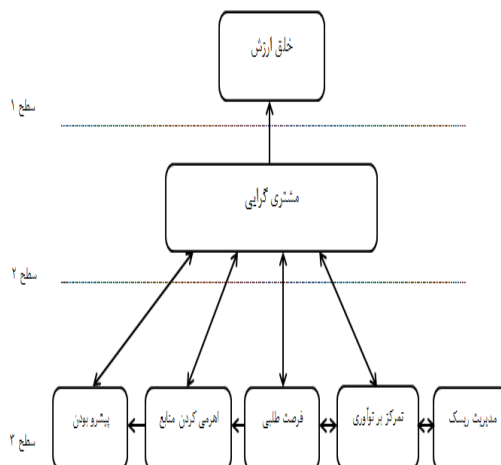 خلق ارزش
سطح ۱
مشتری گرایی
سطح ۲
مدیریت ریسک
تمرکز بر نوآوری
فرصت طلبی
اهرمی کردن منابع
پیشرو بودن
سطح ۳